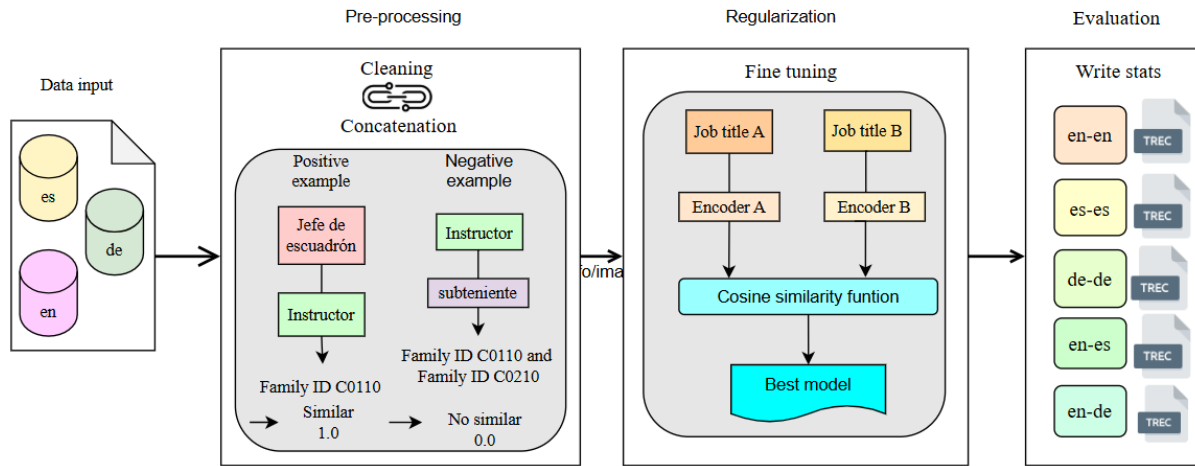 Pre-processing
Regularization
Evaluation
Data input
es
de
en
Cleaning
Concatenation
Positive
example
Negative
example
Jefe de
escuadrón
Instructor
Instructor
subteniente
Family ID C0110
Similar
1.0
Family ID C0110 and
Family ID C0210
No similar
0.0
o/ima
Fine tuning
Job title A
Job title B
Encoder A
Encoder B
Cosine similarity funtion
Best model
Write stats
en-en
TREC
es-es
TREC
de-de
TREC
en-es
TREC
en-de
TREC